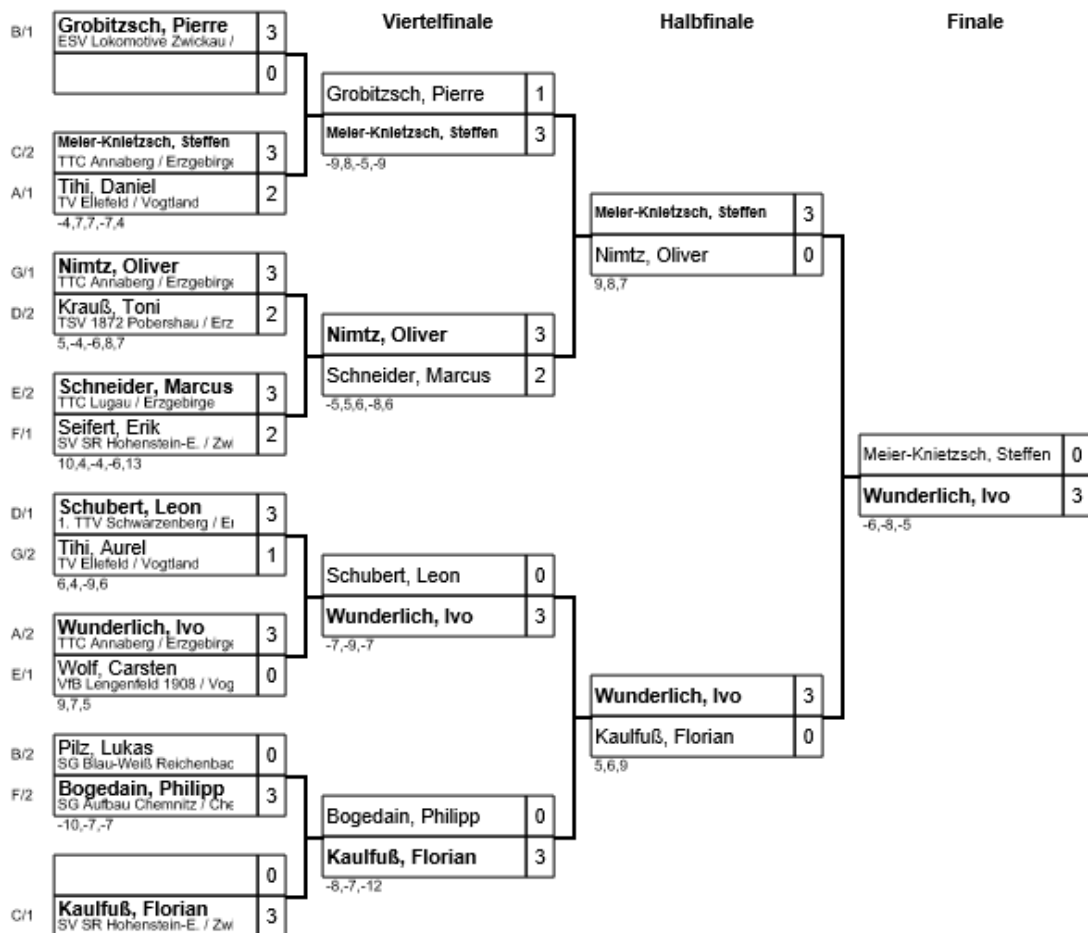 Viertelfinale
Halbfinale
Finale
B/1
Grobitzsch, Pierre
3
ESV Lokomotive Zwickau /
0
C/2
Meier-Knietzsch, Steffen
3
TTC Annaberg / Erzgebirge
A/1
Tihi, Daniel
2
TV Ellefeld / Vogtland
-4,7,7,-7,4
G/1
Nimtz, Oliver
3
TTC Annaberg / Erzgebirge
D/2
Krauß, Toni
2
TSV 1872 Pobershau / Erz
5,-4,-6,8,7
E/2
Schneider, Marcus
3
TTC Lugau / Erzgebirge
F/1
Seifert, Erik
2
SV SR Hohenstein-E. / Zwi
10,4,-4,-6,13
D/1
Schubert, Leon
3
1. TTV Schwarzenberg / Er
G/2
Tihi, Aurel
1
TV Ellefeld / Vogtland
6,4,-9,6
A/2
Wunderlich, Ivo
3
TTC Annaberg / Erzgebirge
E/1
Wolf, Carsten
0
VfB Lengenfeld 1908 / Vog
9,7,5
B/2
Pilz, Lukas
0
SG Blau-Weiß Reichenbac
F/2
Bogedain, Philipp
3
SG Aufbau Chemnitz / Che
-10,-7,-7
0
C/1
Kaulfuß, Florian
3
SV SR Hohenstein-E. / Zwi
Grobitzsch, Pierre
1
Meier-Knietzsch, Steffen
3
-9,8,-5,-9
Nimtz, Oliver
3
Schneider, Marcus
2
-5,5,6,-8,6
Schubert, Leon
0
Wunderlich, Ivo
3
-7,-9,-7
Bogedain, Philipp
0
Kaulfuß, Florian
3
-8,-7,-12
Meier-Knietzsch, Steffen
3
Nimtz, Oliver
0
9,8,7
Wunderlich, Ivo
3
Kaulfuß, Florian
0
5,6,9
Meier-Knietzsch, Steffen
0
Wunderlich, Ivo
3
-6,-8,-5